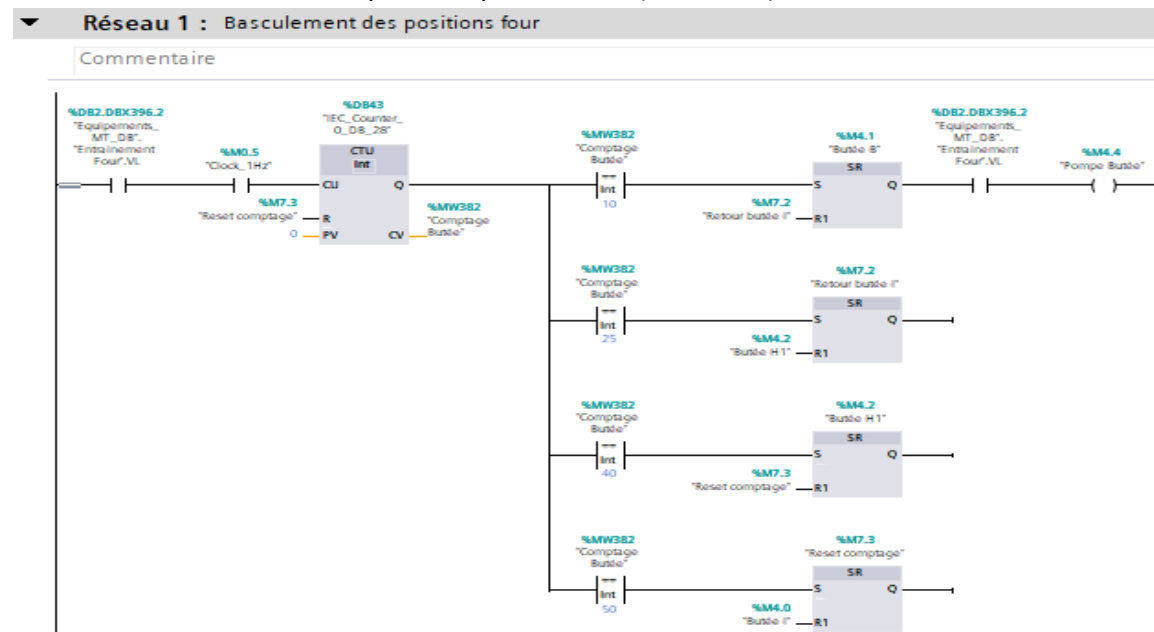 Réseau 1 : Basculement des positions four
Commentaire
%DB2.DBX396.2
"Equipements_
MT_DB".
"Entrainement
Four".VL
%M0.5
"Clock_1Hz"
%DB43
"IEC_Counter_
0_DB_28"
CTU
Int
CU
Q
%M7.3
"Reset comptage"
R
0
PV
CV
%MW382
"Comptage
Butée"
%MW382
"Comptage
Butée"
==
Int
10
%M4.1
"Butée-B"
SR
S
Q
%M7.2
"Retour butée-I"
R1
%DB2.DBX396.2
"Equipements_
MT_DB".
"Entrainement
Four".VL
%M4.4
"Pompe Butée"
%MW382
"Comptage
Butée"
==
Int
25
%M7.2
"Retour butée-I"
SR
S
Q
%M4.2
"Butée-H1"
R1
%MW382
"Comptage
Butée"
==
Int
40
%M4.2
"Butée-H1"
SR
S
Q
%M7.3
"Reset comptage"
R1
%MW382
"Comptage
Butée"
==
Int
50
%M7.3
"Reset comptage"
SR
S
Q
%M4.0
"Butée-I"
R1